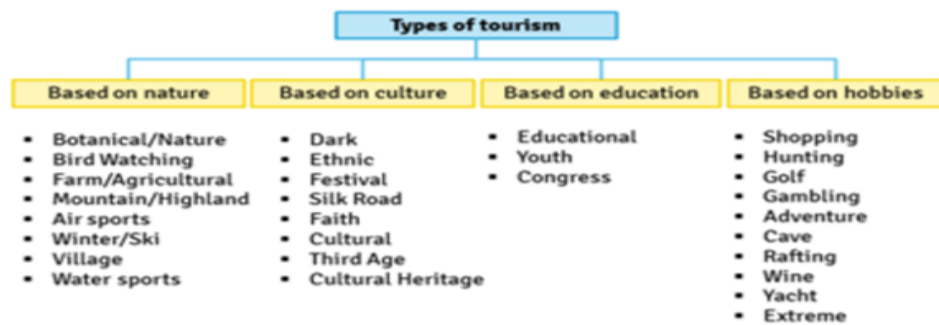 Types of tourism
Based on nature
Based on culture
Based on education
Based on hobbies
▪ Botanical/Nature
▪ Bird Watching
▪ Farm/Agricultural
▪ Mountain/Highland
▪ Air sports
▪ Winter/Ski
▪ Village
▪ Water sports
▪ Dark
▪ Ethnic
▪ Festival
▪ Silk Road
▪ Faith
▪ Cultural
▪ Third Age
▪ Cultural Heritage
▪ Educational
▪ Youth
▪ Congress
▪ Shopping
▪ Hunting
▪ Golf
▪ Gambling
▪ Adventure
▪ Cave
▪ Rafting
▪ Wine
▪ Yacht
▪ Extreme